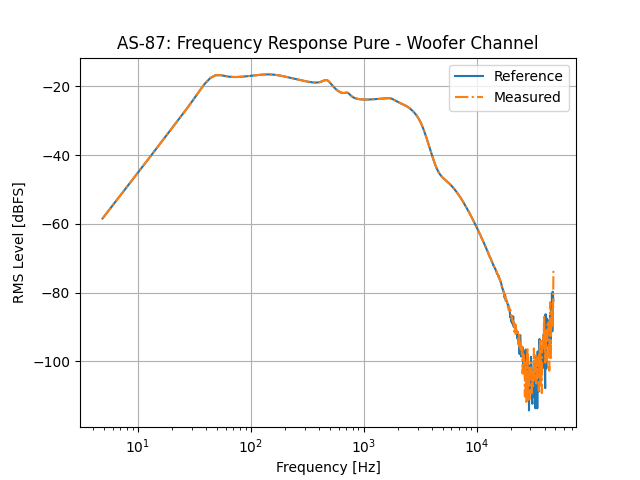 AS-87: Frequency Response Pure - Woofer Channel
Reference
Measured
RMS Level [dBFS]
−20
−40
−60
−80
−100
10¹
10²
10³
10⁴
Frequency [Hz]